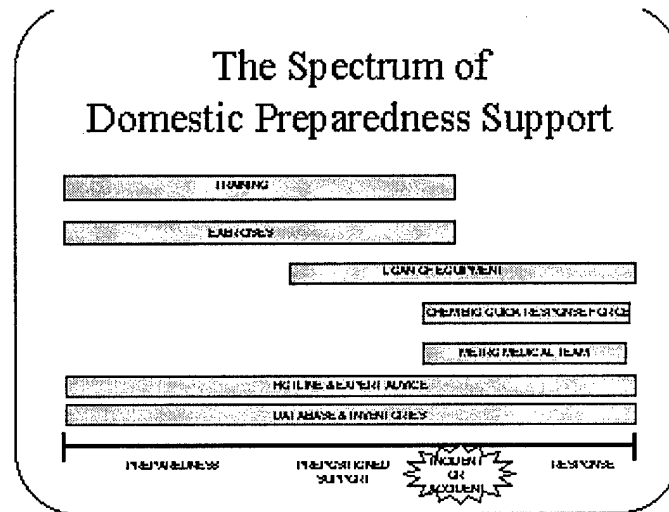 The Spectrum of
Domestic Preparedness Support
TRAINING
EXERCISES
LOAN OF EQUIPMENT
CHEM/BIO QUICK RESPONSE FORCE
METRO MEDICAL TEAM
HOTLINE & EXPERT ADVICE
DATABASE & INVENTORIES
PREPAREDNESS
PREPOSITIONED
SUPPORT
INCIDENT
OR
ACCIDENT
RESPONSE